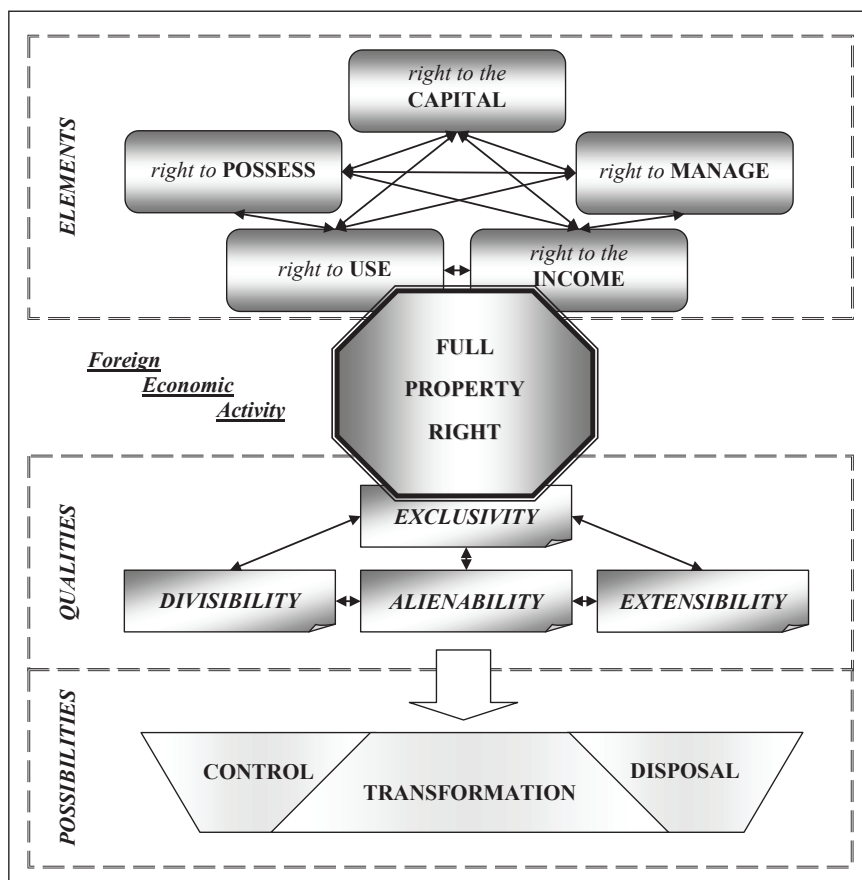 ELEMENTS
right to the
CAPITAL
right to POSSESS
right to MANAGE
right to USE
right to the
INCOME
Foreign
Economic
Activity
FULL
PROPERTY
RIGHT
QUALITIES
EXCLUSIVITY
DIVISIBILITY
ALIENABILITY
EXTENSIBILITY
POSSIBILITIES
CONTROL
TRANSFORMATION
DISPOSAL